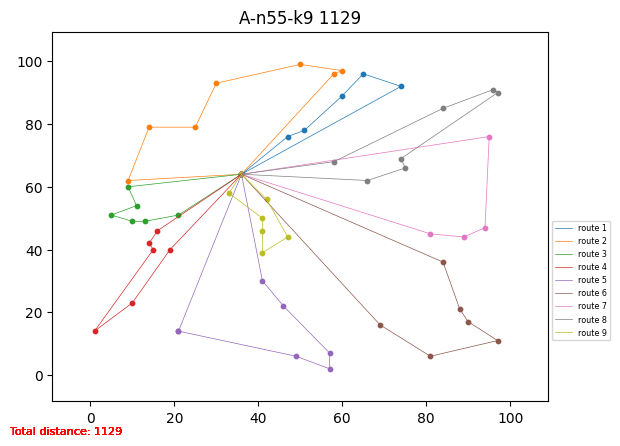 A-n55-k9 1129
100
80
60
40
20
0
0 20 40 60 80 100
route 1
route 2
route 3
route 4
route 5
route 6
route 7
route 8
route 9
Total distance: 1129